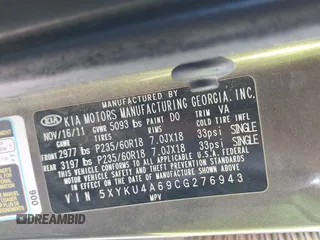 MANUFACTURED BY
KIA KIA MOTORS MANUFACTURING GEORGIA, INC.
NOV/16/11 GVWR 5093 lbs PAINT D0 TRIM VA
GAWR TIRES RIMS COLD INF
FRONT 2977 lbs P235/60R18 7.0JX18 33psi SINGLE
REAR 3197 lbs P235/60R18 7.0JX18 33psi SINGLE
THIS VEHICLE CONFORMS TO ALL APPLICABLE
U.S. FEDERAL MOTOR VEHICLE SAFETY AND
THEFT PREVENTION STANDARDS IN EFFECT ON
THE DATE OF MANUFACTURE SHOWN ABOVE.
VIN 5XYKU4A69CG276943
MPV
006
DREAMBID